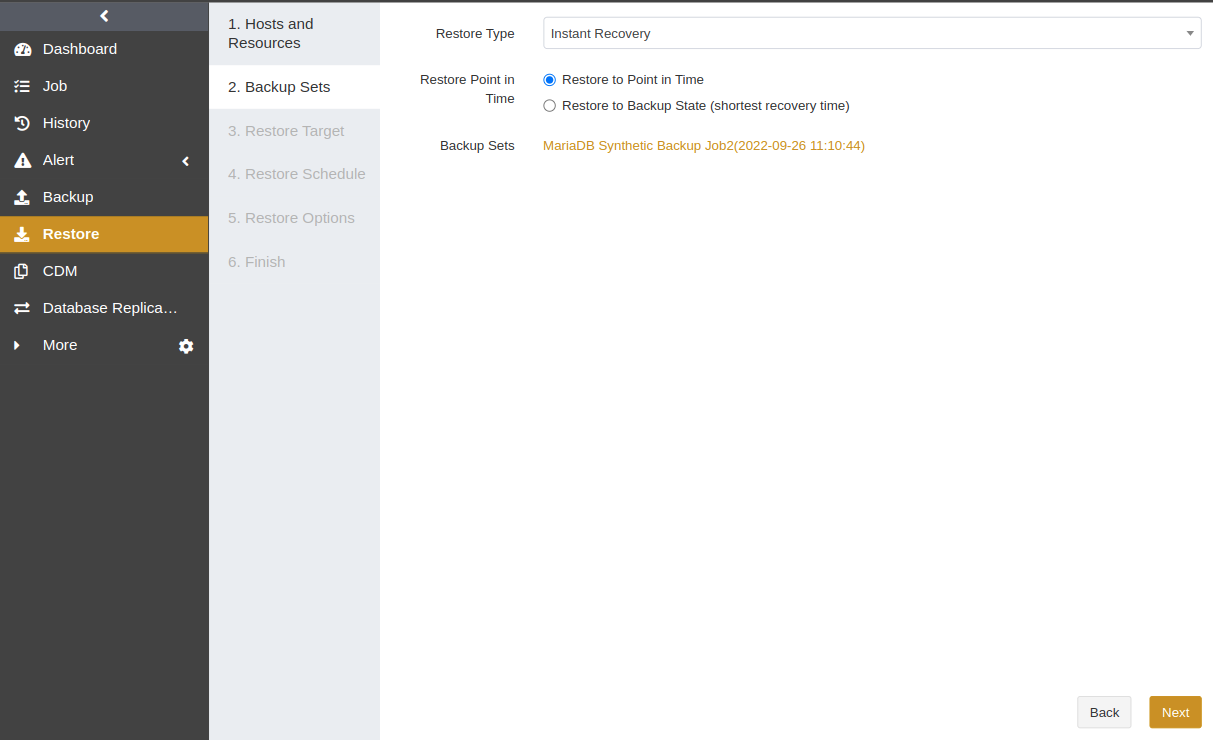 Dashboard
Job
History
Alert
Backup
Restore
CDM
Database Replica…
More
1. Hosts and
Resources
2. Backup Sets
3. Restore Target
4. Restore Schedule
5. Restore Options
6. Finish
Restore Type
Instant Recovery
Restore Point in
Time
Restore to Point in Time
Restore to Backup State (shortest recovery time)
Backup Sets
MariaDB Synthetic Backup Job2(2022-09-26 11:10:44)
Back
Next